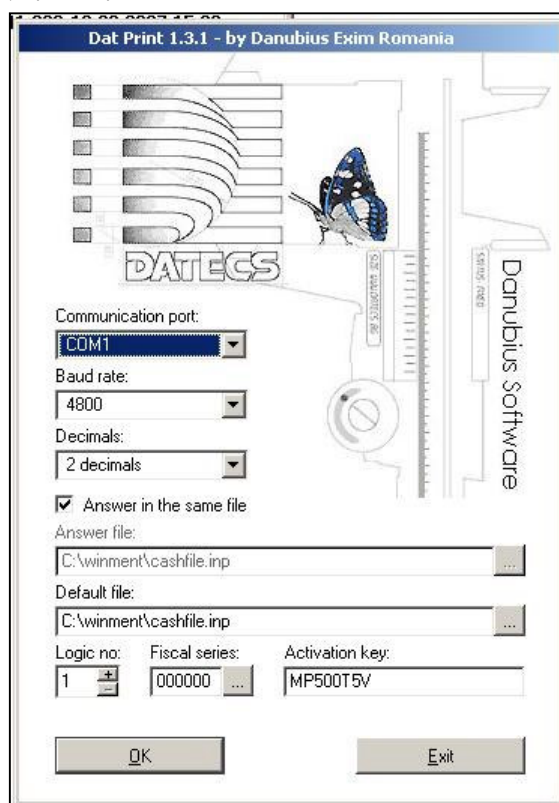 Dat Print 1.3.1 - by Danubius Exim Romania
DATECS
Danubius Software
Communication port:
COM1
Baud rate:
4800
Decimals:
2 decimals
Answer in the same file
Answer file:
C:\winment\cashfile.inp
...
Default file:
C:\winment\cashfile.inp
...
Logic no: Fiscal series: Activation key:
1 000000 ... MP500T5V
OK Exit